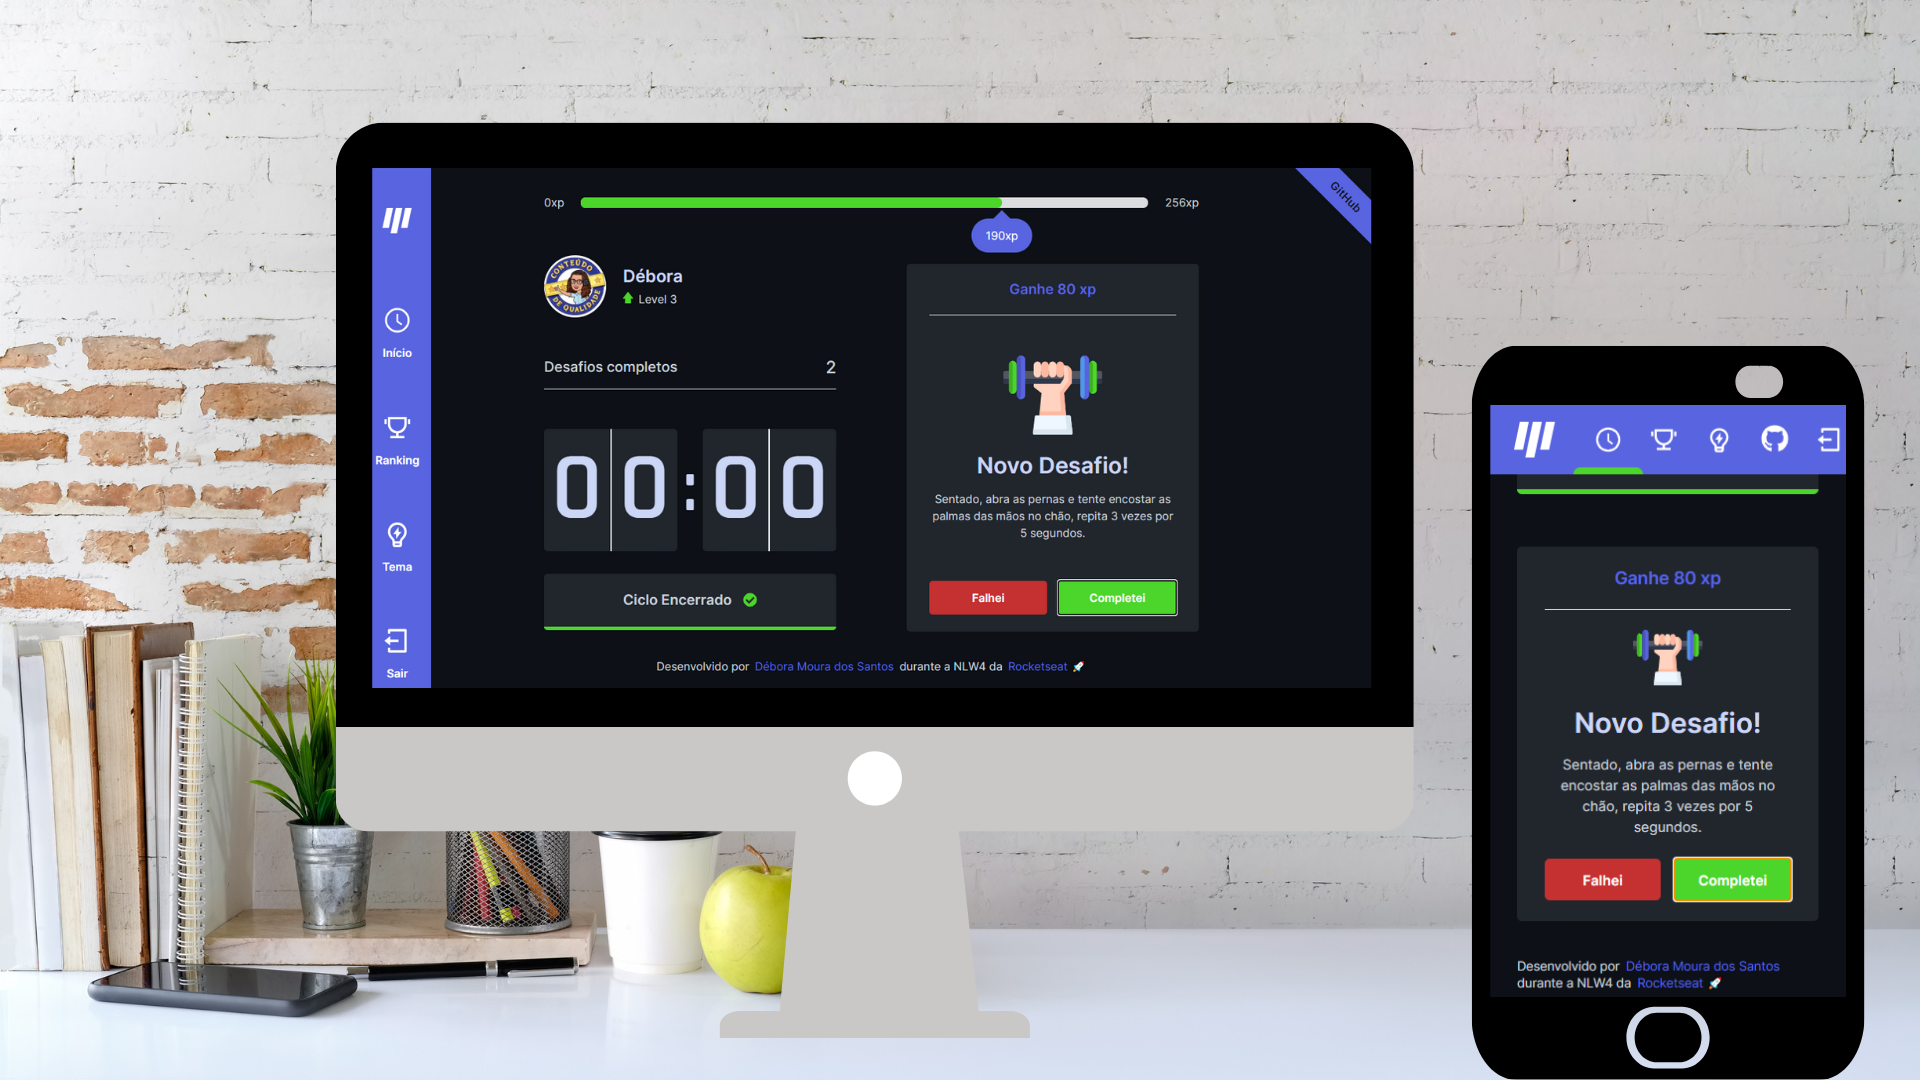 0xp
256xp
190xp
GitHub
CONTEÚDO
DE QUALIDADE
Débora
Level 3
Início
Ranking
Tema
Sair
Desafios completos 2
00:00
Ciclo Encerrado
Ganhe 80 xp
Novo Desafio!
Sentado, abra as pernas e tente encostar as
palmas das mãos no chão, repita 3 vezes por
5 segundos.
Falhei
Completei
Desenvolvido por Débora Moura dos Santos durante a NLW4 da Rocketseat
Ganhe 80 xp
Novo Desafio!
Sentado, abra as pernas e tente
encostar as palmas das mãos no
chão, repita 3 vezes por 5
segundos.
Falhei
Completei
Desenvolvido por Débora Moura dos Santos
durante a NLW4 da Rocketseat